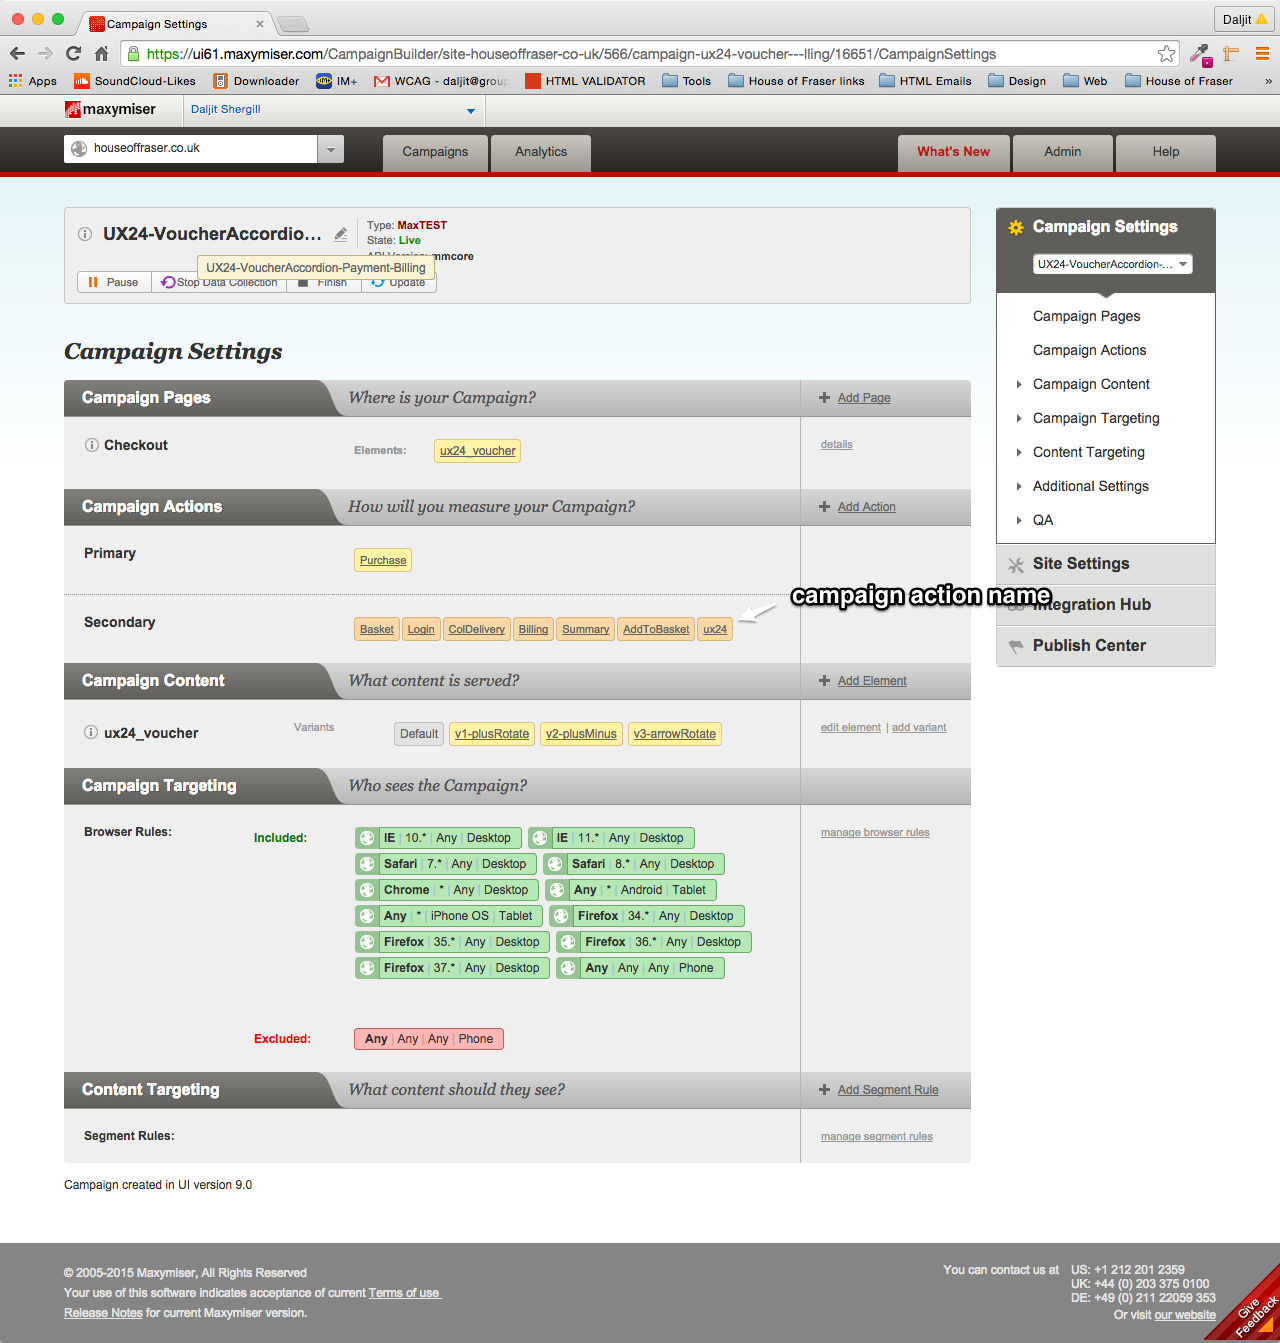 Campaign Settings
Daljit
https://ui61.maxymiser.com/CampaignBuilder/site-houseoffraser-co-uk/566/campaign-ux24-voucher---lling/16651/CampaignSettings
Apps SoundCloud-Likes Downloader IM+ WCAG - daljit@group HTML VALIDATOR Tools House of Fraser links HTML Emails Design Web House of Fraser »
maxymiser Daljit Shergill
houseoffraser.co.uk Campaigns Analytics What's New Admin Help
UX24-VoucherAccordio...
Type: MaxTEST
State: Live
mmcore
UX24-VoucherAccordion-Payment-Billing
Pause Stop Data Collection Finish Update
Campaign Settings
UX24-VoucherAccordion-...
Campaign Pages
Campaign Actions
Campaign Content
Campaign Targeting
Content Targeting
Additional Settings
QA
Site Settings
Integration Hub
Publish Center
Campaign Settings
Campaign Pages Where is your Campaign? + Add Page
Checkout Elements: ux24_voucher details
Campaign Actions How will you measure your Campaign? + Add Action
Primary Purchase
campaign action name
Secondary Basket Login ColDelivery Billing Summary AddToBasket ux24
Campaign Content What content is served? + Add Element
ux24_voucher Variants Default v1-plusRotate v2-plusMinus v3-arrowRotate edit element | add variant
Campaign Targeting Who sees the Campaign?
Browser Rules: Included: manage browser rules
IE | 10.* | Any | Desktop IE | 11.* | Any | Desktop
Safari | 7.* | Any | Desktop Safari | 8.* | Any | Desktop
Chrome | * | Any | Desktop Any | * | Android | Tablet
Any | * | iPhone OS | Tablet Firefox | 34.* | Any | Desktop
Firefox | 35.* | Any | Desktop Firefox | 36.* | Any | Desktop
Firefox | 37.* | Any | Desktop Any | Any | Any | Phone
Excluded: Any | Any | Any | Phone
Content Targeting What content should they see? + Add Segment Rule
Segment Rules: manage segment rules
Campaign created in UI version 9.0
© 2005-2015 Maxymiser, All Rights Reserved
Your use of this software indicates acceptance of current Terms of use
Release Notes for current Maxymiser version.
You can contact us at US: +1 212 201 2359
UK: +44 (0) 203 375 0100
DE: +49 (0) 211 22059 353
Or visit our website
Give
Feedback